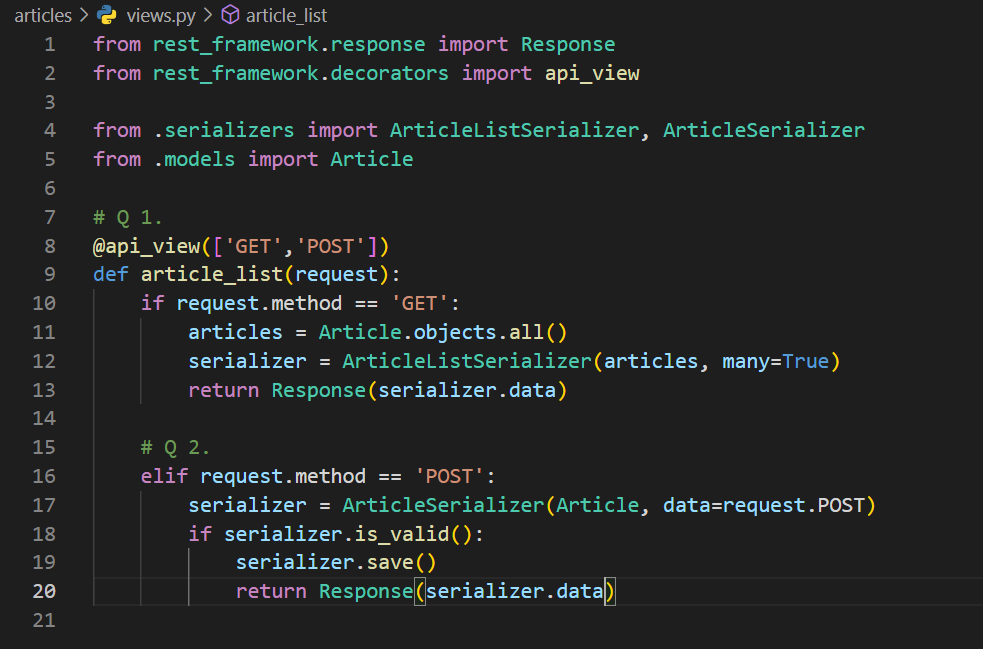 articles > views.py > article_list
1 from rest_framework.response import Response
2 from rest_framework.decorators import api_view
3
4 from .serializers import ArticleListSerializer, ArticleSerializer
5 from .models import Article
6
7 # Q 1.
8 @api_view(['GET','POST'])
9 def article_list(request):
10     if request.method == 'GET':
11         articles = Article.objects.all()
12         serializer = ArticleListSerializer(articles, many=True)
13         return Response(serializer.data)
14
15     # Q 2.
16     elif request.method == 'POST':
17         serializer = ArticleSerializer(Article, data=request.POST)
18         if serializer.is_valid():
19             serializer.save()
20             return Response(serializer.data)
21